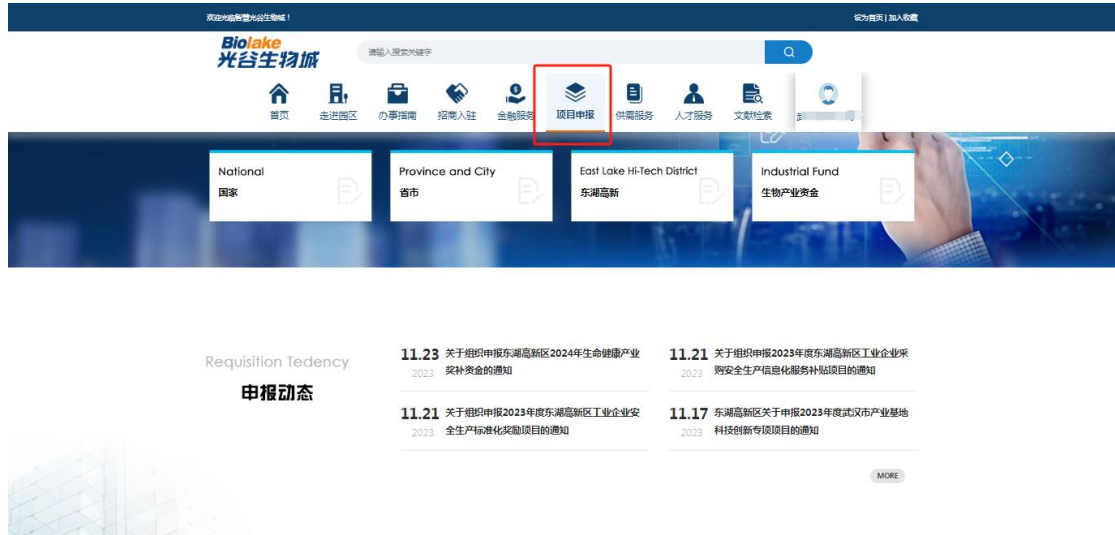 欢迎光临智慧光谷生物城！
设为首页 | 加入收藏
Biolake
光谷生物城
请输入搜索关键字
首页
走进园区
办事指南
招商入驻
金融服务
项目申报
供需服务
人才服务
文献检索
National
国家
Province and City
省市
East Lake Hi-Tech District
东湖高新
Industrial Fund
生物产业资金
Requisition Tedency
申报动态
11.23 关于组织申报东湖高新区2024年生命健康产业
2023 奖补资金的通知
11.21 关于组织申报2023年度东湖高新区工业企业采
2023 购安全生产信息化服务补贴项目的通知
11.21 关于组织申报2023年度东湖高新区工业企业安
2023 全生产标准化奖励项目的通知
11.17 东湖高新区关于申报2023年度武汉市产业基地
2023 科技创新专项项目的通知
MORE